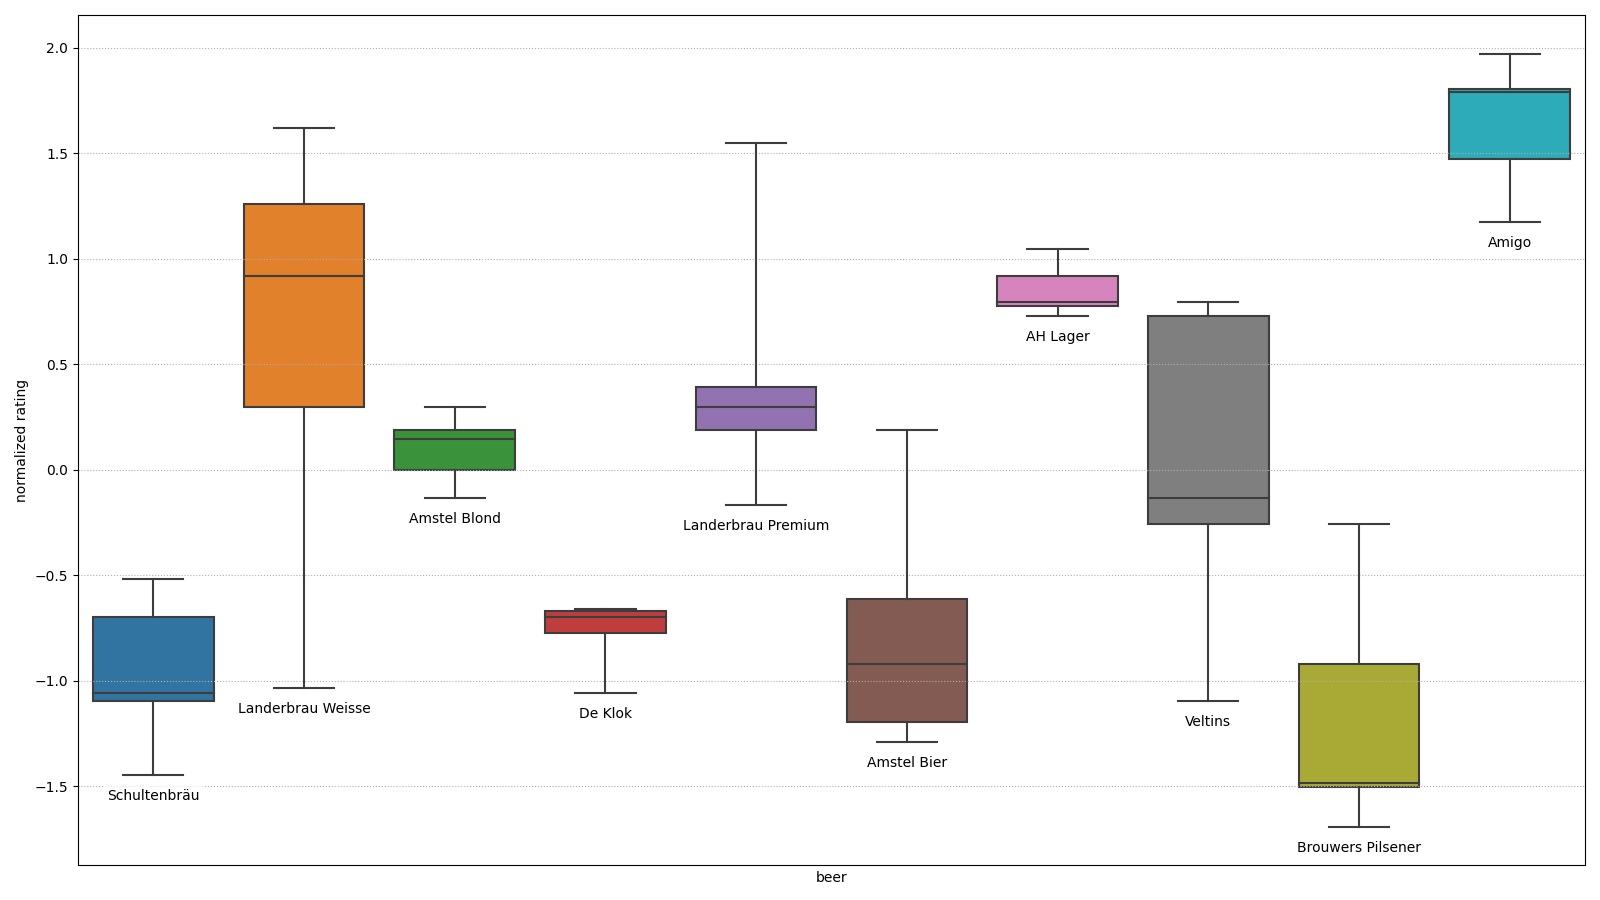 2.0
1.5
1.0
0.5
0.0
−0.5
−1.0
−1.5
normalized rating
beer
Schultenbräu
Landerbrau Weisse
Amstel Blond
De Klok
Landerbrau Premium
Amstel Bier
AH Lager
Veltins
Brouwers Pilsener
Amigo